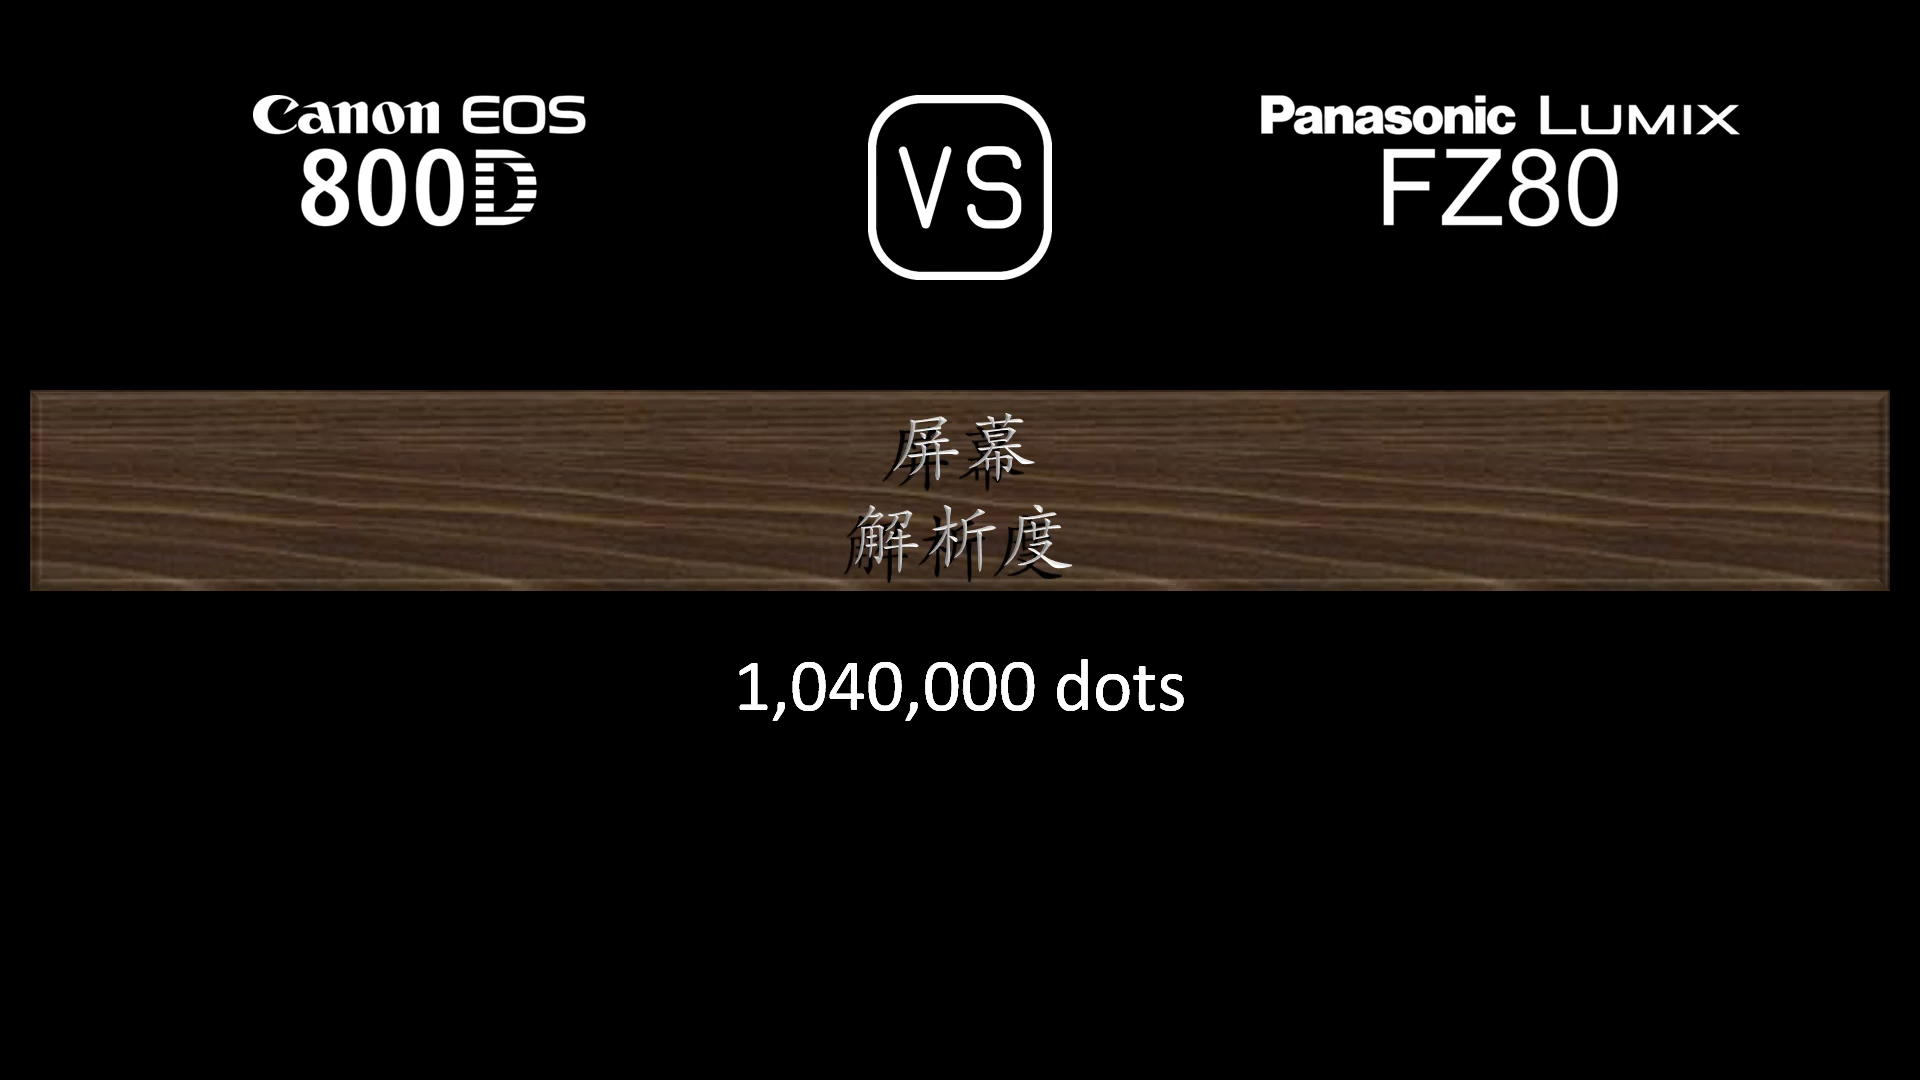 Canon EOS
800D
VS
Panasonic LUMIX
FZ80
屏幕
解析度
1,040,000 dots